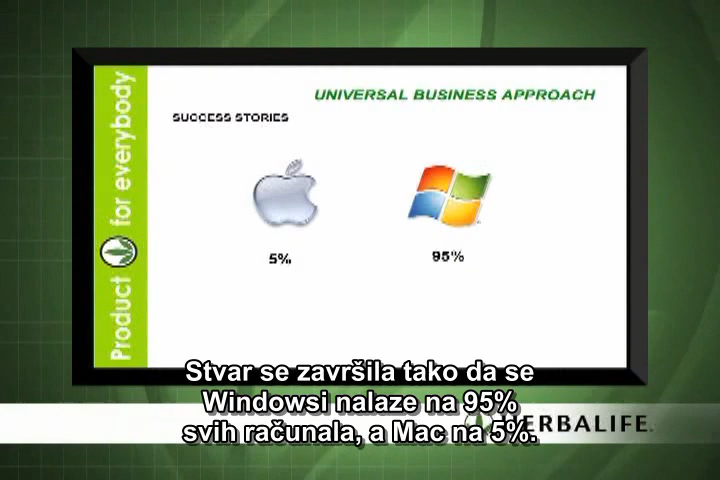 UNIVERSAL BUSINESS APPROACH
SUCCESS STORIES
Product for everybody
5%
95%
Stvar se završila tako da se
Windowsi nalaze na 95%
svih računala, a Mac na 5%.
HERBALIFE.